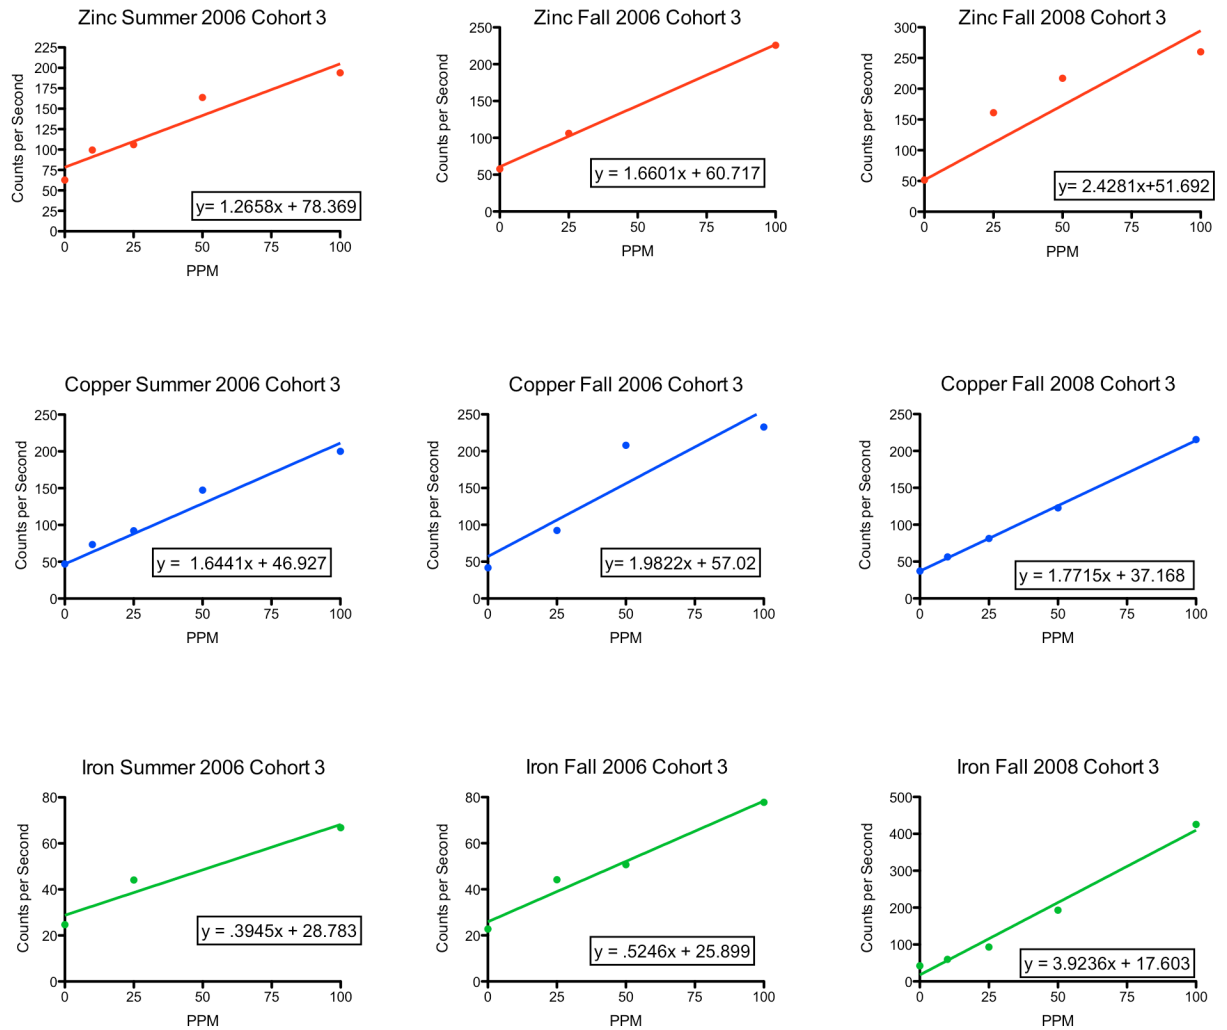 Zinc Summer 2006 Cohort 3
Counts per Second
225
200
175
150
125
100
75
50
25
0
y= 1.2658x + 78.369
0 25 50 75 100
PPM
Zinc Fall 2006 Cohort 3
Counts per Second
250
200
150
100
50
0
y = 1.6601x + 60.717
0 25 50 75 100
PPM
Zinc Fall 2008 Cohort 3
Counts per Second
300
250
200
150
100
50
0
y= 2.4281x+51.692
0 25 50 75 100
PPM
Copper Summer 2006 Cohort 3
Counts per Second
250
200
150
100
50
0
y = 1.6441x + 46.927
0 25 50 75 100
PPM
Copper Fall 2006 Cohort 3
Counts per Second
250
200
150
100
50
0
y= 1.9822x + 57.02
0 25 50 75 100
PPM
Copper Fall 2008 Cohort 3
Counts per Second
250
200
150
100
50
0
y = 1.7715x + 37.168
0 25 50 75 100
PPM
Iron Summer 2006 Cohort 3
Counts per Second
80
60
40
20
0
y = .3945x + 28.783
0 25 50 75 100
PPM
Iron Fall 2006 Cohort 3
Counts per Second
80
60
40
20
0
y = .5246x + 25.899
0 25 50 75 100
PPM
Iron Fall 2008 Cohort 3
Counts per Second
500
400
300
200
100
0
y = 3.9236x + 17.603
0 25 50 75 100
PPM